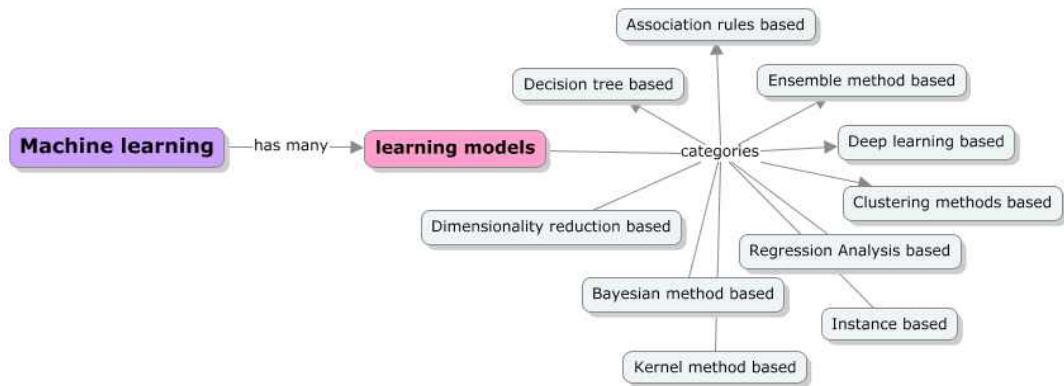 Association rules based
Decision tree based
Ensemble method based
Machine learning
has many
learning models
categories
Deep learning based
Clustering methods based
Dimensionality reduction based
Regression Analysis based
Bayesian method based
Instance based
Kernel method based